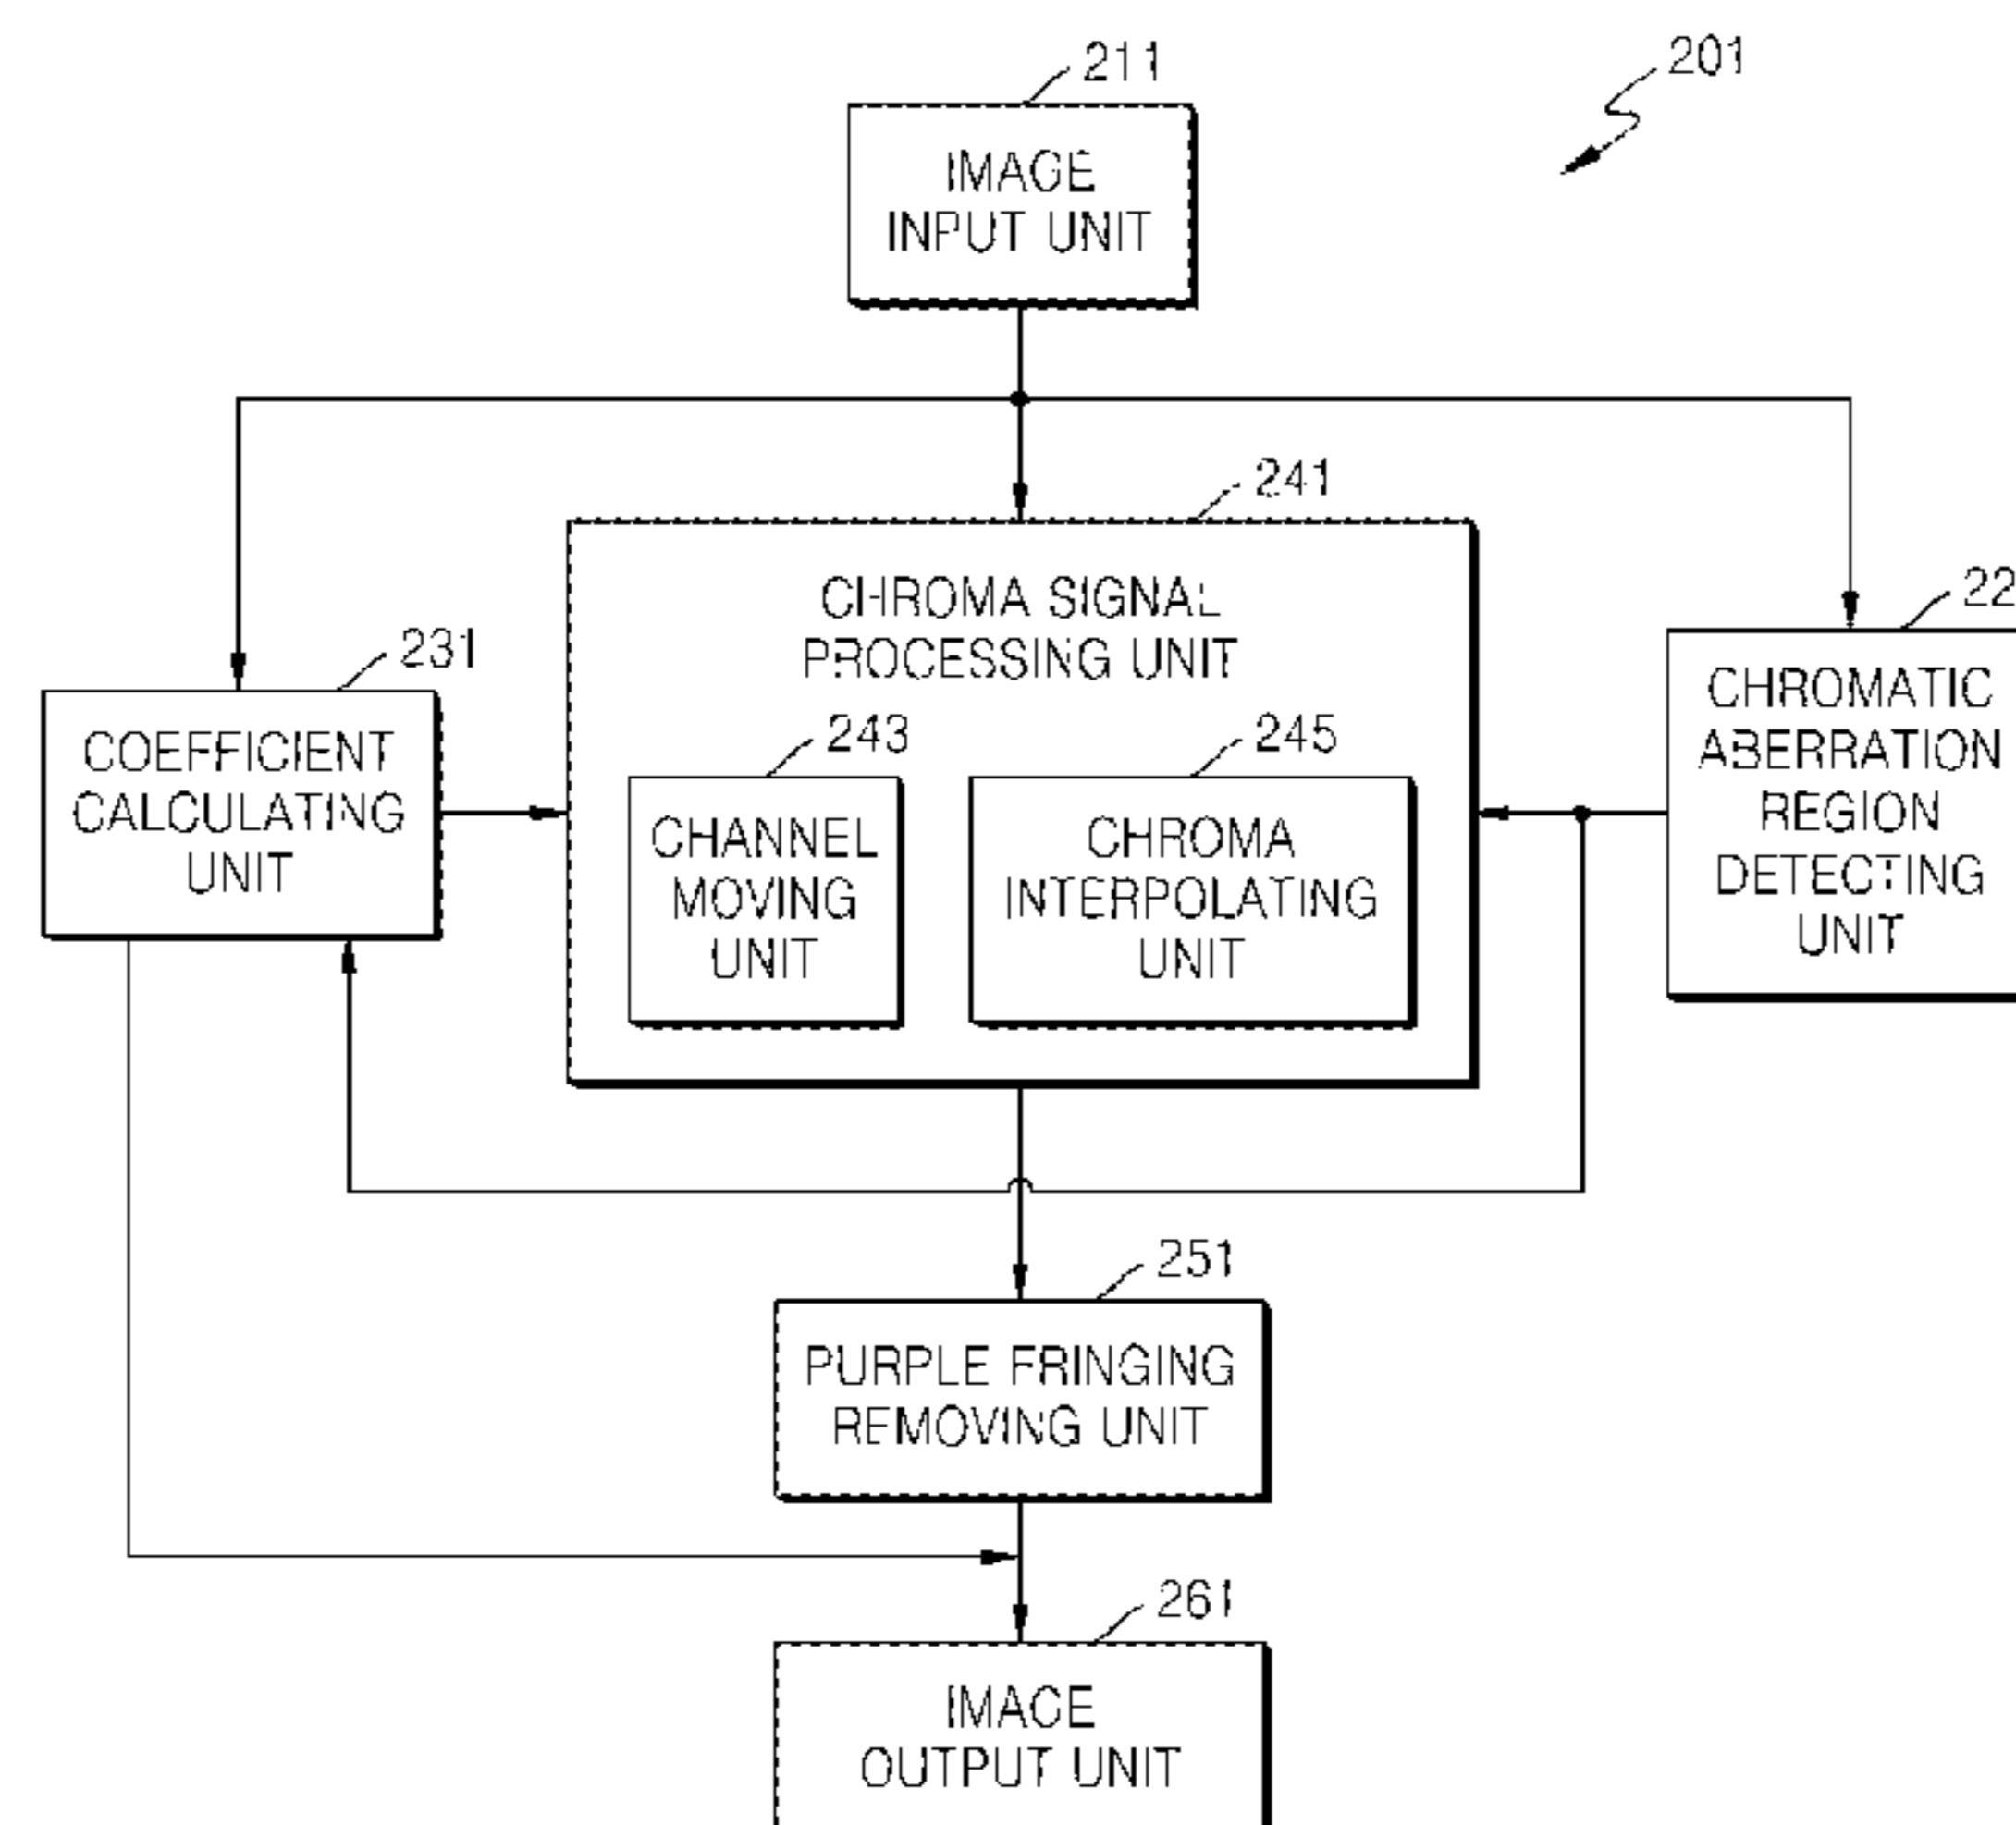 211
201
IMAGE
INPUT UNIT
241
CHROMA SIGNAL
PROCESSING UNIT
22
231
CHROMATIC
ABERRATION
REGION
DETECTING
UNIT
COEFFICIENT
CALCULATING
UNIT
243
245
CHANNEL
MOVING
UNIT
CHROMA
INTERPOLATING
UNIT
251
PURPLE FRINGING
REMOVING UNIT
261
IMAGE
OUTPUT UNIT